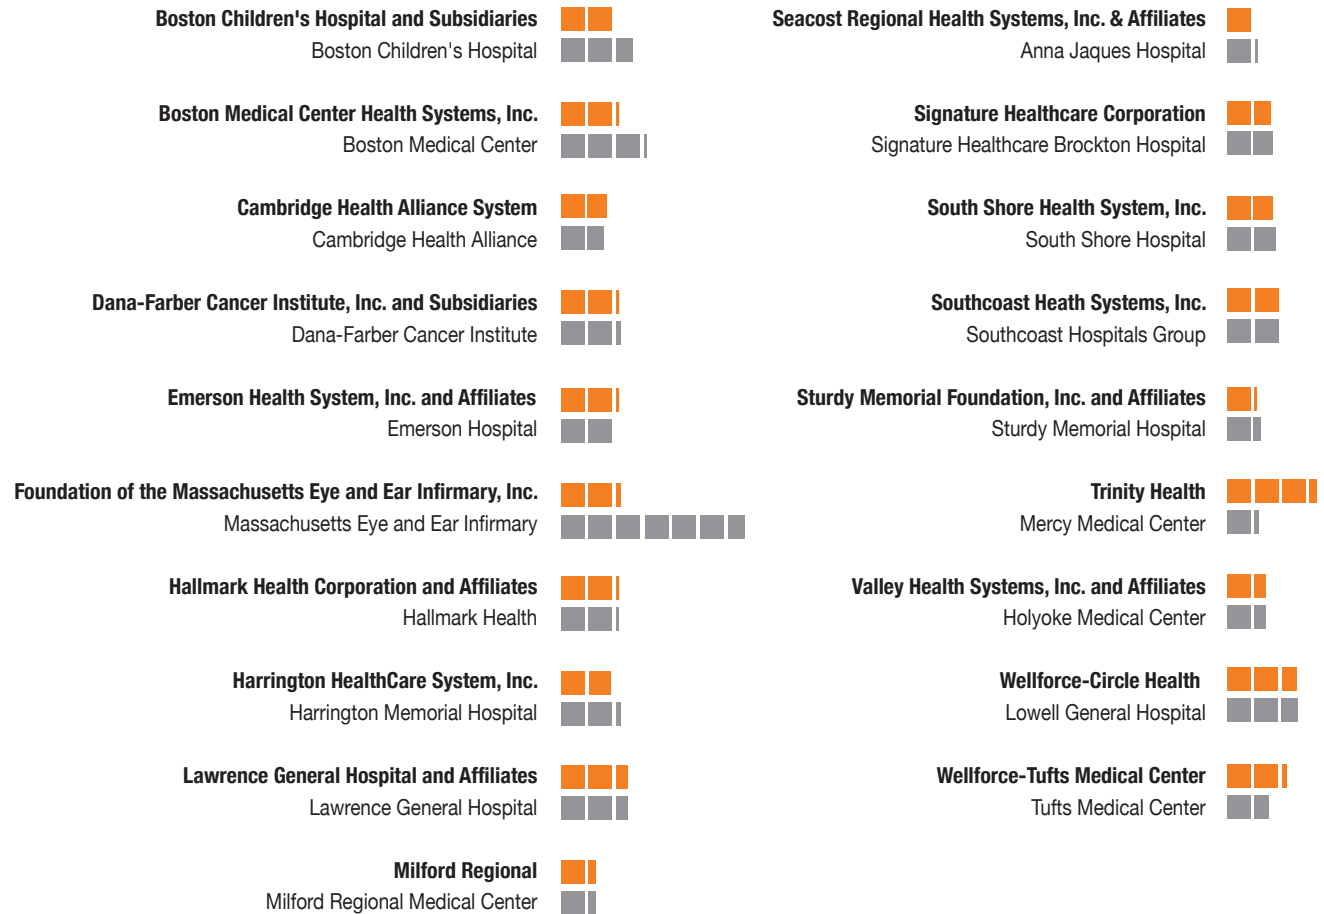 Boston Children's Hospital and Subsidiaries
Boston Children's Hospital
Boston Medical Center Health Systems, Inc.
Boston Medical Center
Cambridge Health Alliance System
Cambridge Health Alliance
Dana-Farber Cancer Institute, Inc. and Subsidiaries
Dana-Farber Cancer Institute
Emerson Health System, Inc. and Affiliates
Emerson Hospital
Foundation of the Massachusetts Eye and Ear Infirmary, Inc.
Massachusetts Eye and Ear Infirmary
Hallmark Health Corporation and Affiliates
Hallmark Health
Harrington HealthCare System, Inc.
Harrington Memorial Hospital
Lawrence General Hospital and Affiliates
Lawrence General Hospital
Milford Regional
Milford Regional Medical Center
Seacost Regional Health Systems, Inc. & Affiliates
Anna Jaques Hospital
Signature Healthcare Corporation
Signature Healthcare Brockton Hospital
South Shore Health System, Inc.
South Shore Hospital
Southcoast Heath Systems, Inc.
Southcoast Hospitals Group
Sturdy Memorial Foundation, Inc. and Affiliates
Sturdy Memorial Hospital
Trinity Health
Mercy Medical Center
Valley Health Systems, Inc. and Affiliates
Holyoke Medical Center
Wellforce-Circle Health
Lowell General Hospital
Wellforce-Tufts Medical Center
Tufts Medical Center